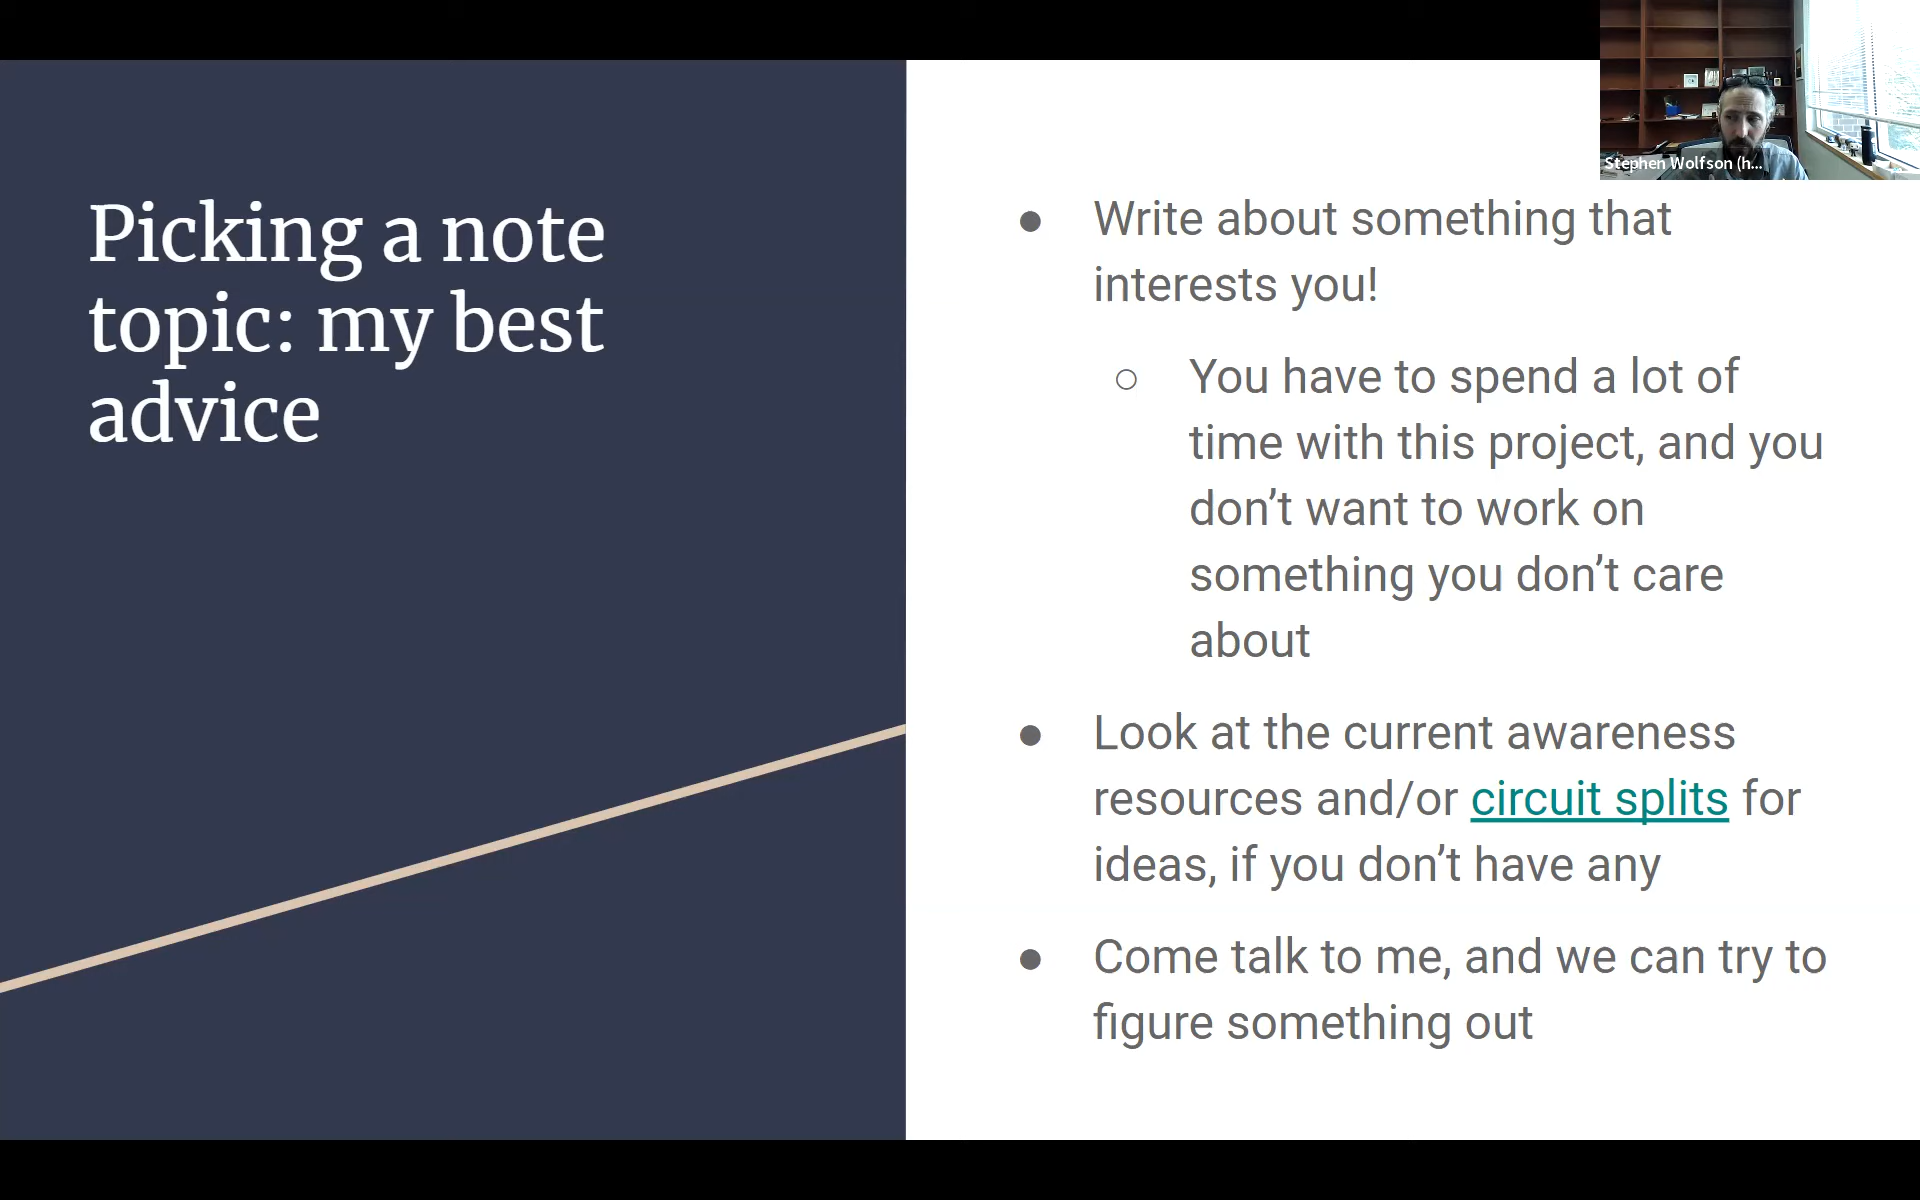 Picking a note
topic: my best
advice
Stephen Wolfson (h...
● Write about something that
interests you!
○ You have to spend a lot of
time with this project, and you
don’t want to work on
something you don’t care
about
● Look at the current awareness
resources and/or circuit splits for
ideas, if you don’t have any
● Come talk to me, and we can try to
figure something out